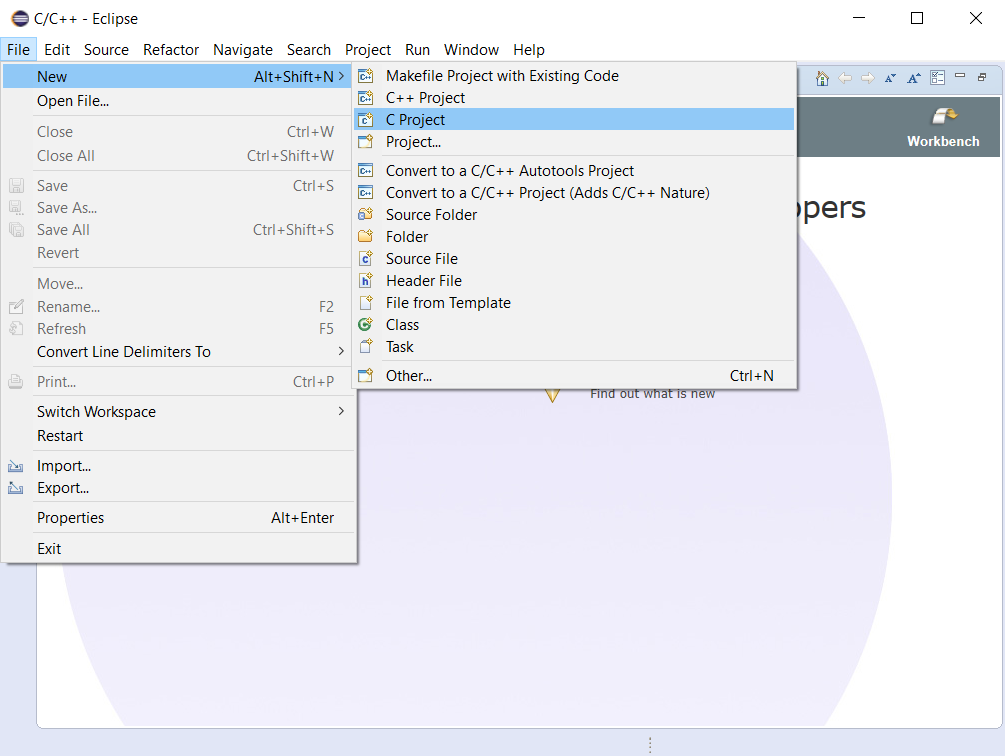 C/C++ - Eclipse
File Edit Source Refactor Navigate Search Project Run Window Help
New Alt+Shift+N
Open File...
Close Ctrl+W
Close All Ctrl+Shift+W
Save Ctrl+S
Save As...
Save All Ctrl+Shift+S
Revert
Move...
Rename... F2
Refresh F5
Convert Line Delimiters To
Print... Ctrl+P
Switch Workspace
Restart
Import...
Export...
Properties Alt+Enter
Exit
Makefile Project with Existing Code
C++ Project
C Project
Project...
Convert to a C/C++ Autotools Project
Convert to a C/C++ Project (Adds C/C++ Nature)
Source Folder
Folder
Source File
Header File
File from Template
Class
Task
Other... Ctrl+N
Workbench
Find out what is new